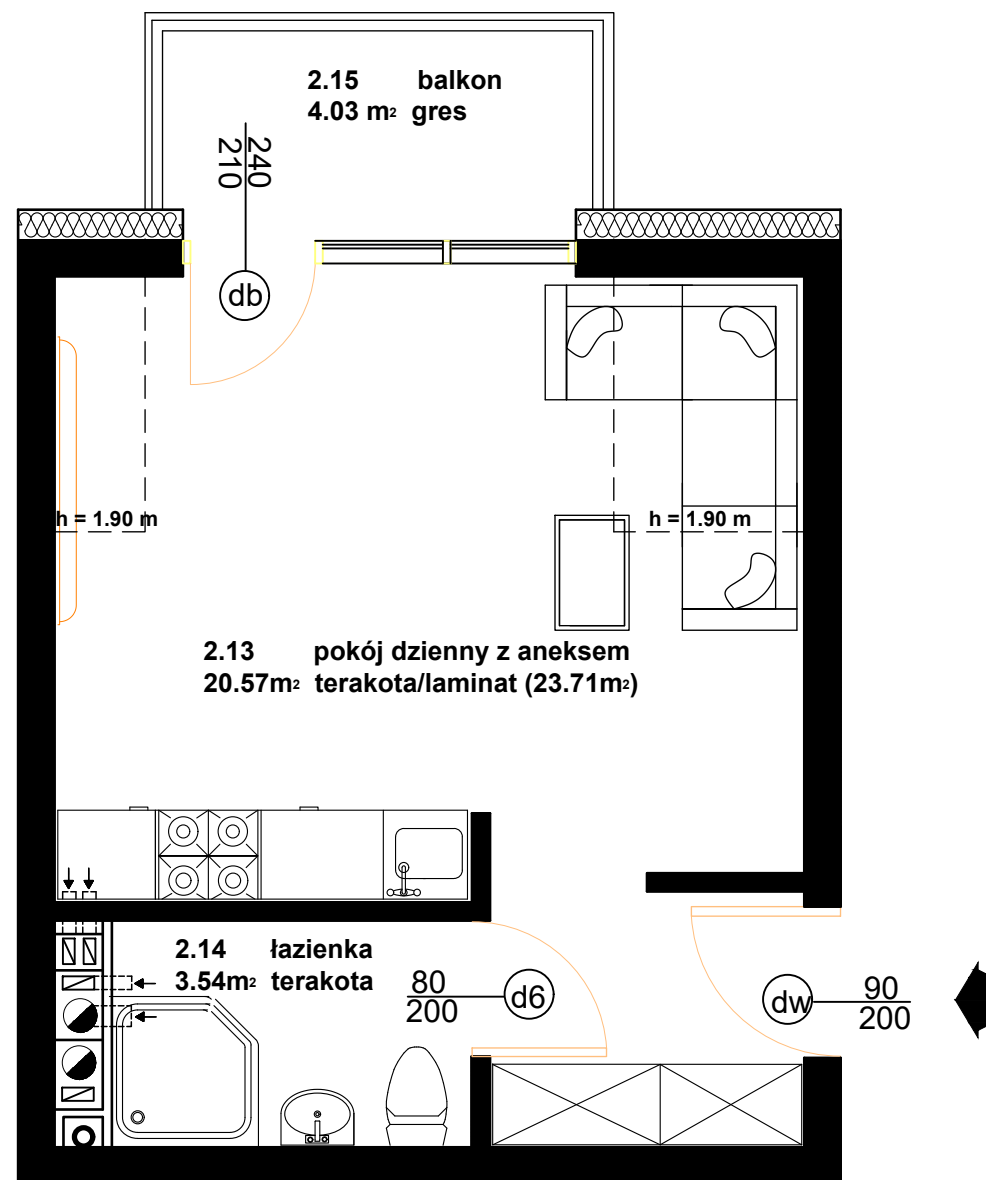 2.15 balkon
4.03 m² gres
240
210
db
h = 1.90 m
h = 1.90 m
2.13 pokój dzienny z aneksem
20.57m² terakota/laminat (23.71m²)
2.14 łazienka
3.54m² terakota
80
200
d6
dw
90
200